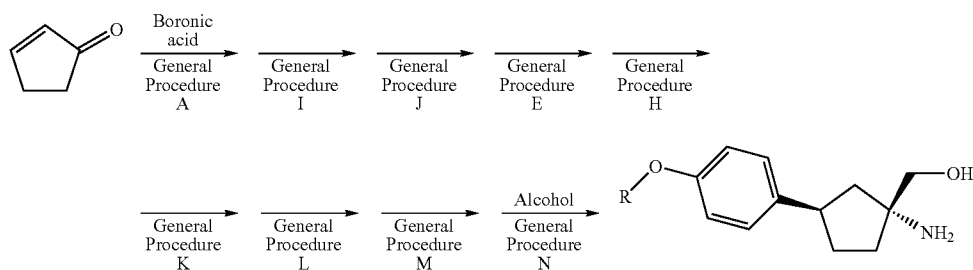 O
Boronic
acid
General
Procedure
A
General
Procedure
I
General
Procedure
J
General
Procedure
E
General
Procedure
H
General
Procedure
K
General
Procedure
L
General
Procedure
M
Alcohol
General
Procedure
N
R
O
OH
NH2